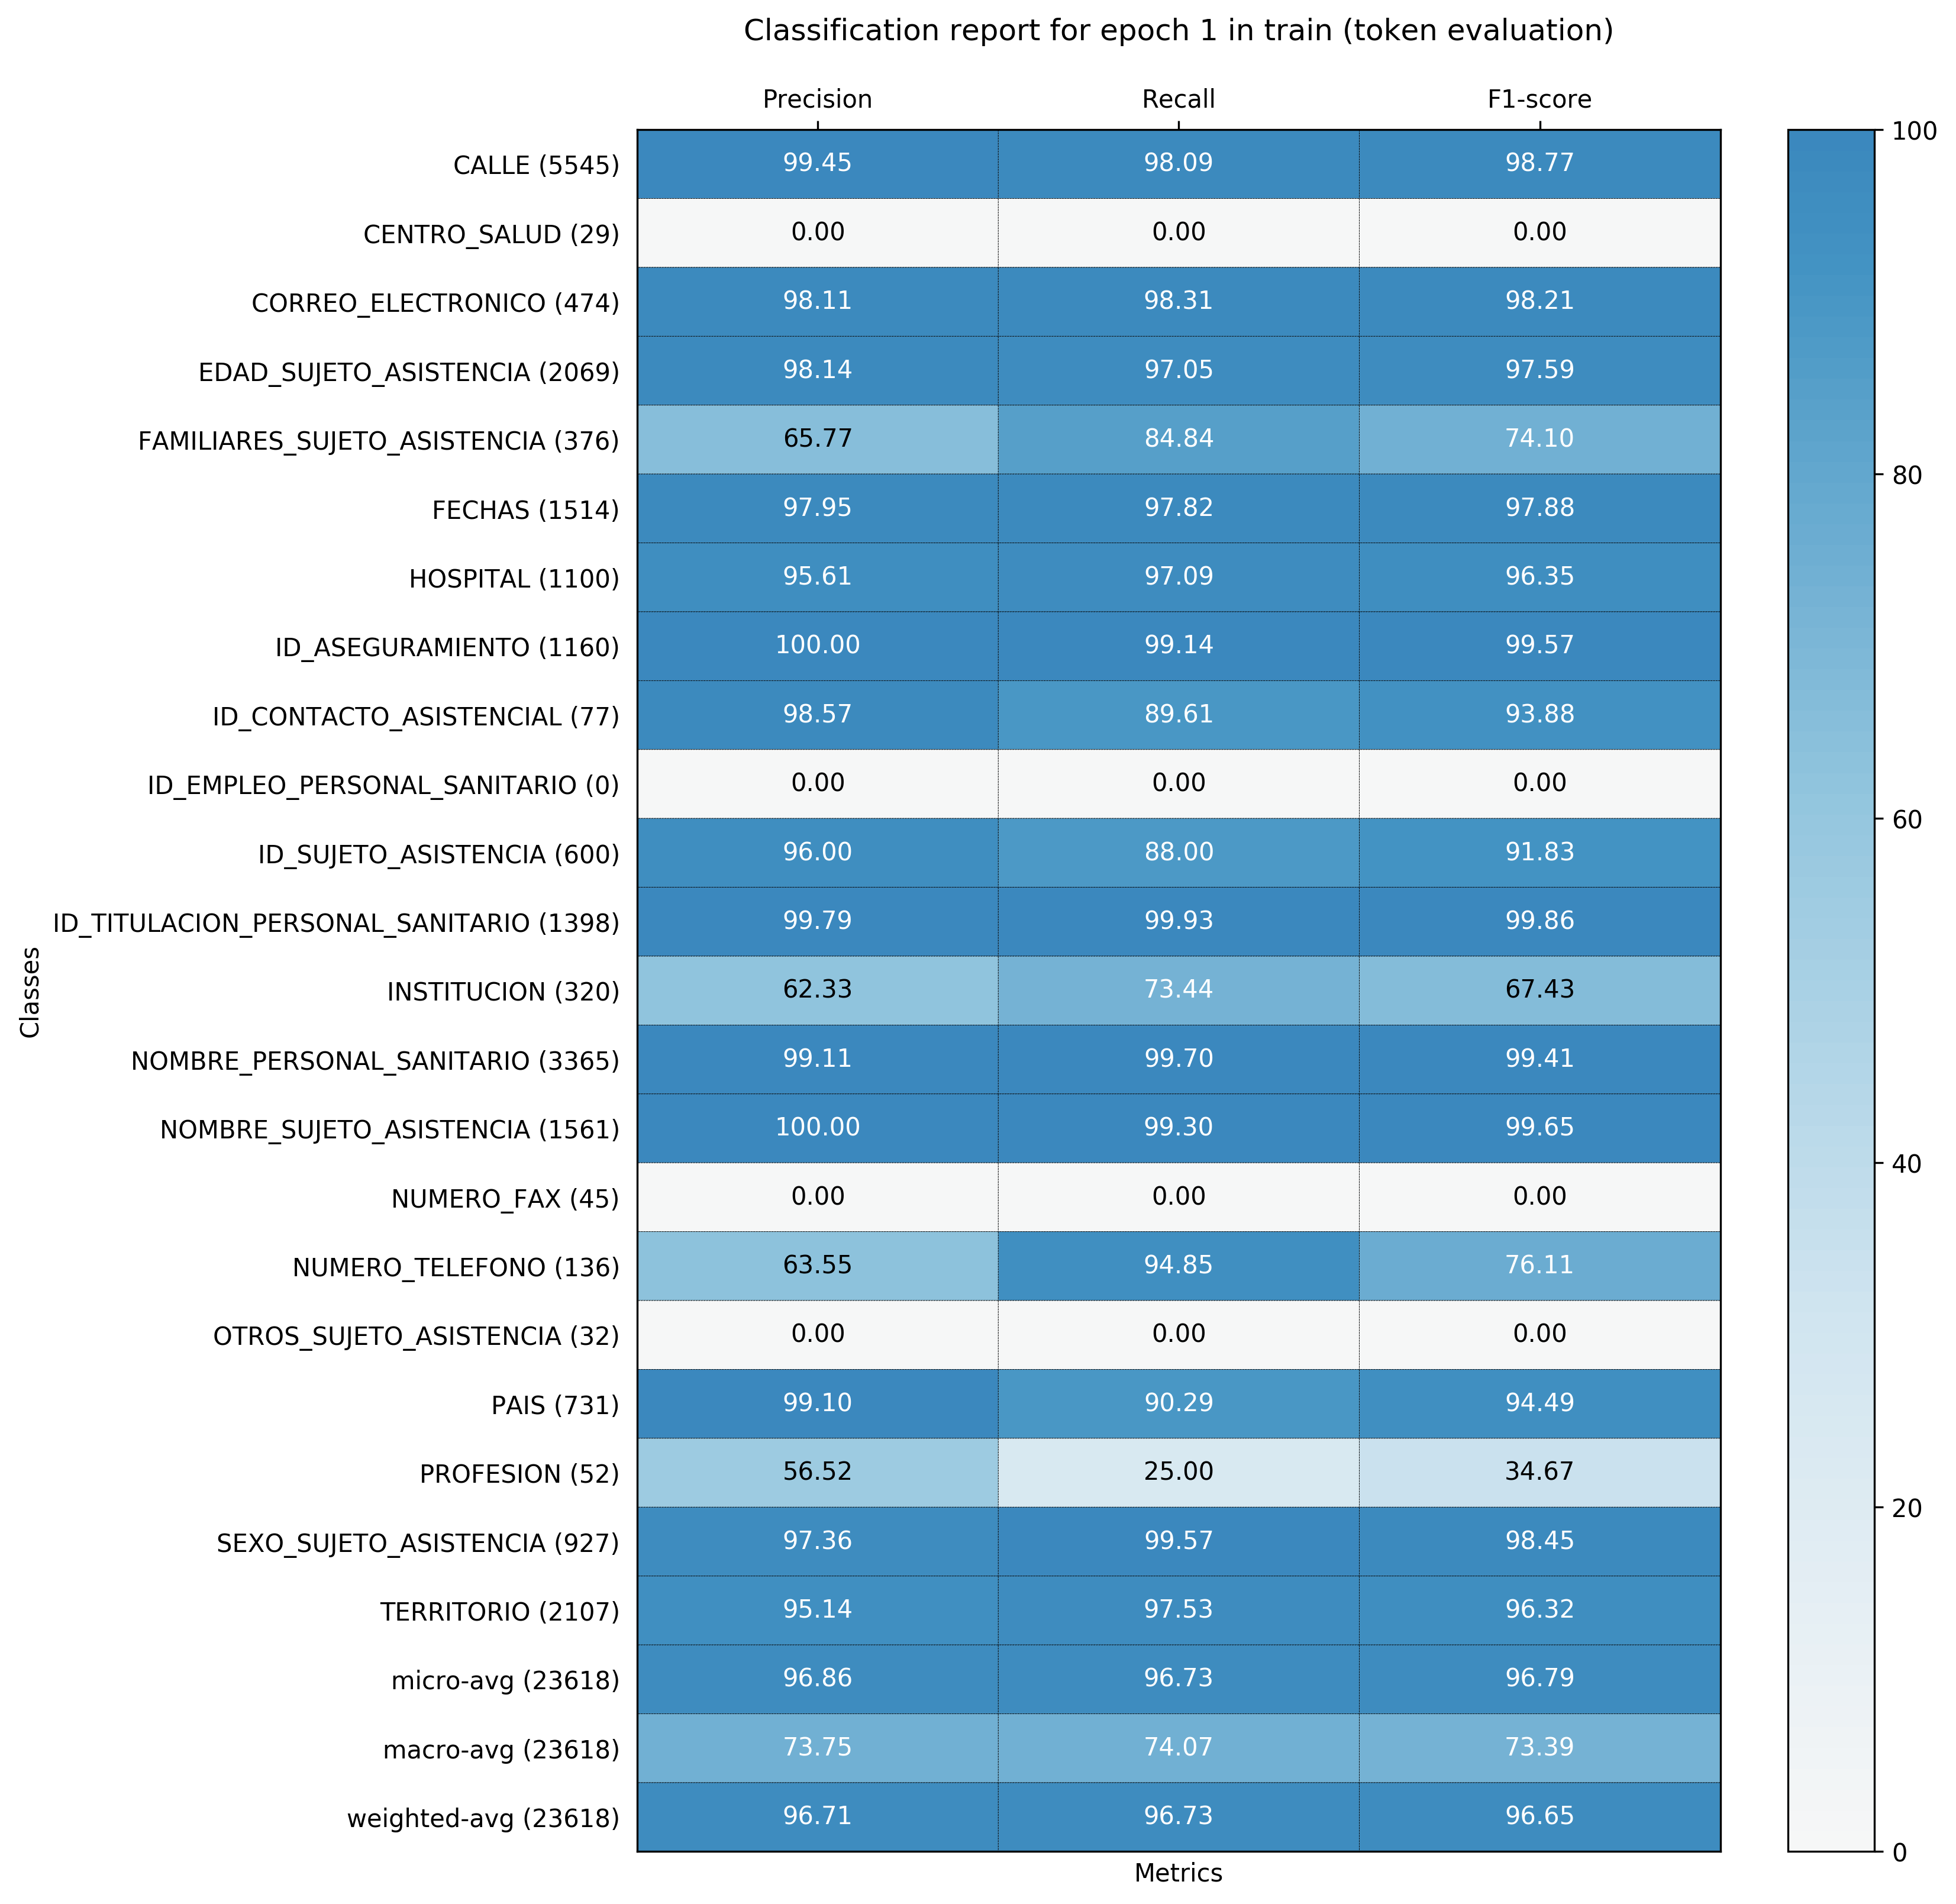 Classification report for epoch 1 in train (token evaluation)
Precision Recall F1-score
CALLE (5545) 99.45 98.09 98.77
CENTRO_SALUD (29) 0.00 0.00 0.00
CORREO_ELECTRONICO (474) 98.11 98.31 98.21
EDAD_SUJETO_ASISTENCIA (2069) 98.14 97.05 97.59
FAMILIARES_SUJETO_ASISTENCIA (376) 65.77 84.84 74.10
FECHAS (1514) 97.95 97.82 97.88
HOSPITAL (1100) 95.61 97.09 96.35
ID_ASEGURAMIENTO (1160) 100.00 99.14 99.57
ID_CONTACTO_ASISTENCIAL (77) 98.57 89.61 93.88
ID_EMPLEO_PERSONAL_SANITARIO (0) 0.00 0.00 0.00
ID_SUJETO_ASISTENCIA (600) 96.00 88.00 91.83
ID_TITULACION_PERSONAL_SANITARIO (1398) 99.79 99.93 99.86
INSTITUCION (320) 62.33 73.44 67.43
NOMBRE_PERSONAL_SANITARIO (3365) 99.11 99.70 99.41
NOMBRE_SUJETO_ASISTENCIA (1561) 100.00 99.30 99.65
NUMERO_FAX (45) 0.00 0.00 0.00
NUMERO_TELEFONO (136) 63.55 94.85 76.11
OTROS_SUJETO_ASISTENCIA (32) 0.00 0.00 0.00
PAIS (731) 99.10 90.29 94.49
PROFESION (52) 56.52 25.00 34.67
SEXO_SUJETO_ASISTENCIA (927) 97.36 99.57 98.45
TERRITORIO (2107) 95.14 97.53 96.32
micro-avg (23618) 96.86 96.73 96.79
macro-avg (23618) 73.75 74.07 73.39
weighted-avg (23618) 96.71 96.73 96.65
Metrics
Classes
100
80
60
40
20
0